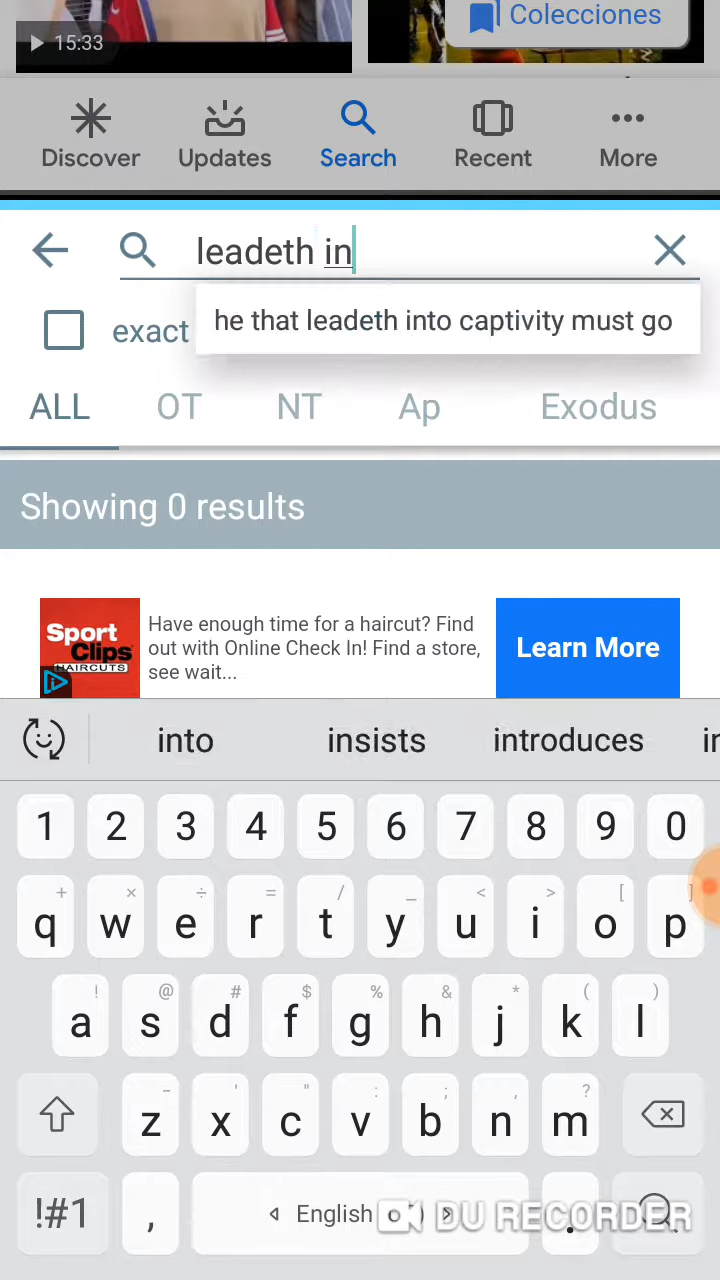 15:33
Colecciones
Discover Updates Search Recent More
leadeth in
exact
he that leadeth into captivity must go
ALL OT NT Ap Exodus
Showing 0 results
Sport Clips HAIRCUTS
Have enough time for a haircut? Find
out with Online Check In! Find a store,
see wait...
Learn More
into insists introduces
1 2 3 4 5 6 7 8 9 0
+ × ÷ = / _ < > [ ]
q w e r t y u i o p
! @ # $ % & * ( )
a s d f g h j k l
- ' " : ; , ?
z x c v b n m
!#1 , English .
DU RECORDER